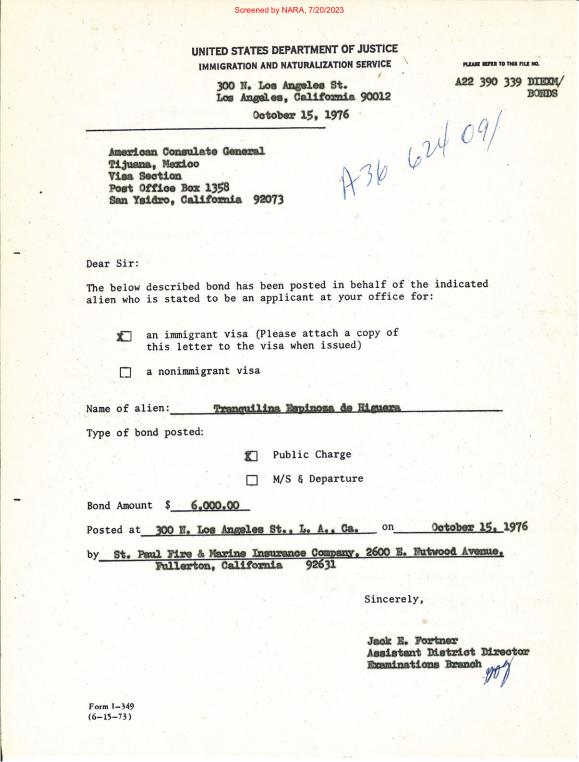 Screened by NARA, 7/20/2023
UNITED STATES DEPARTMENT OF JUSTICE
IMMIGRATION AND NATURALIZATION SERVICE
PLEASE REFER TO THIS FILE NO.
300 N. Los Angeles St.
Los Angeles, California 90012
A22 390 339 DIEXM/
BONDS
October 15, 1976
A36 624 091
American Consulate General
Tijuana, Mexico
Visa Section
Post Office Box 1358
San Ysidro, California 92073
Dear Sir:
The below described bond has been posted in behalf of the indicated
alien who is stated to be an applicant at your office for:
X an immigrant visa (Please attach a copy of
this letter to the visa when issued)
a nonimmigrant visa
Name of alien: Tranquilina Espinoza de Higuera
Type of bond posted:
X Public Charge
M/S & Departure
Bond Amount $ 6,000.00
Posted at 300 N. Los Angeles St., L. A., Ca. on October 15, 1976
by St. Paul Fire & Marine Insurance Company, 2600 E. Nutwood Avenue,
Fullerton, California 92631
Sincerely,
Jack E. Fortner
Assistant District Director
Examinations Branch
Form I-349
(6-15-73)